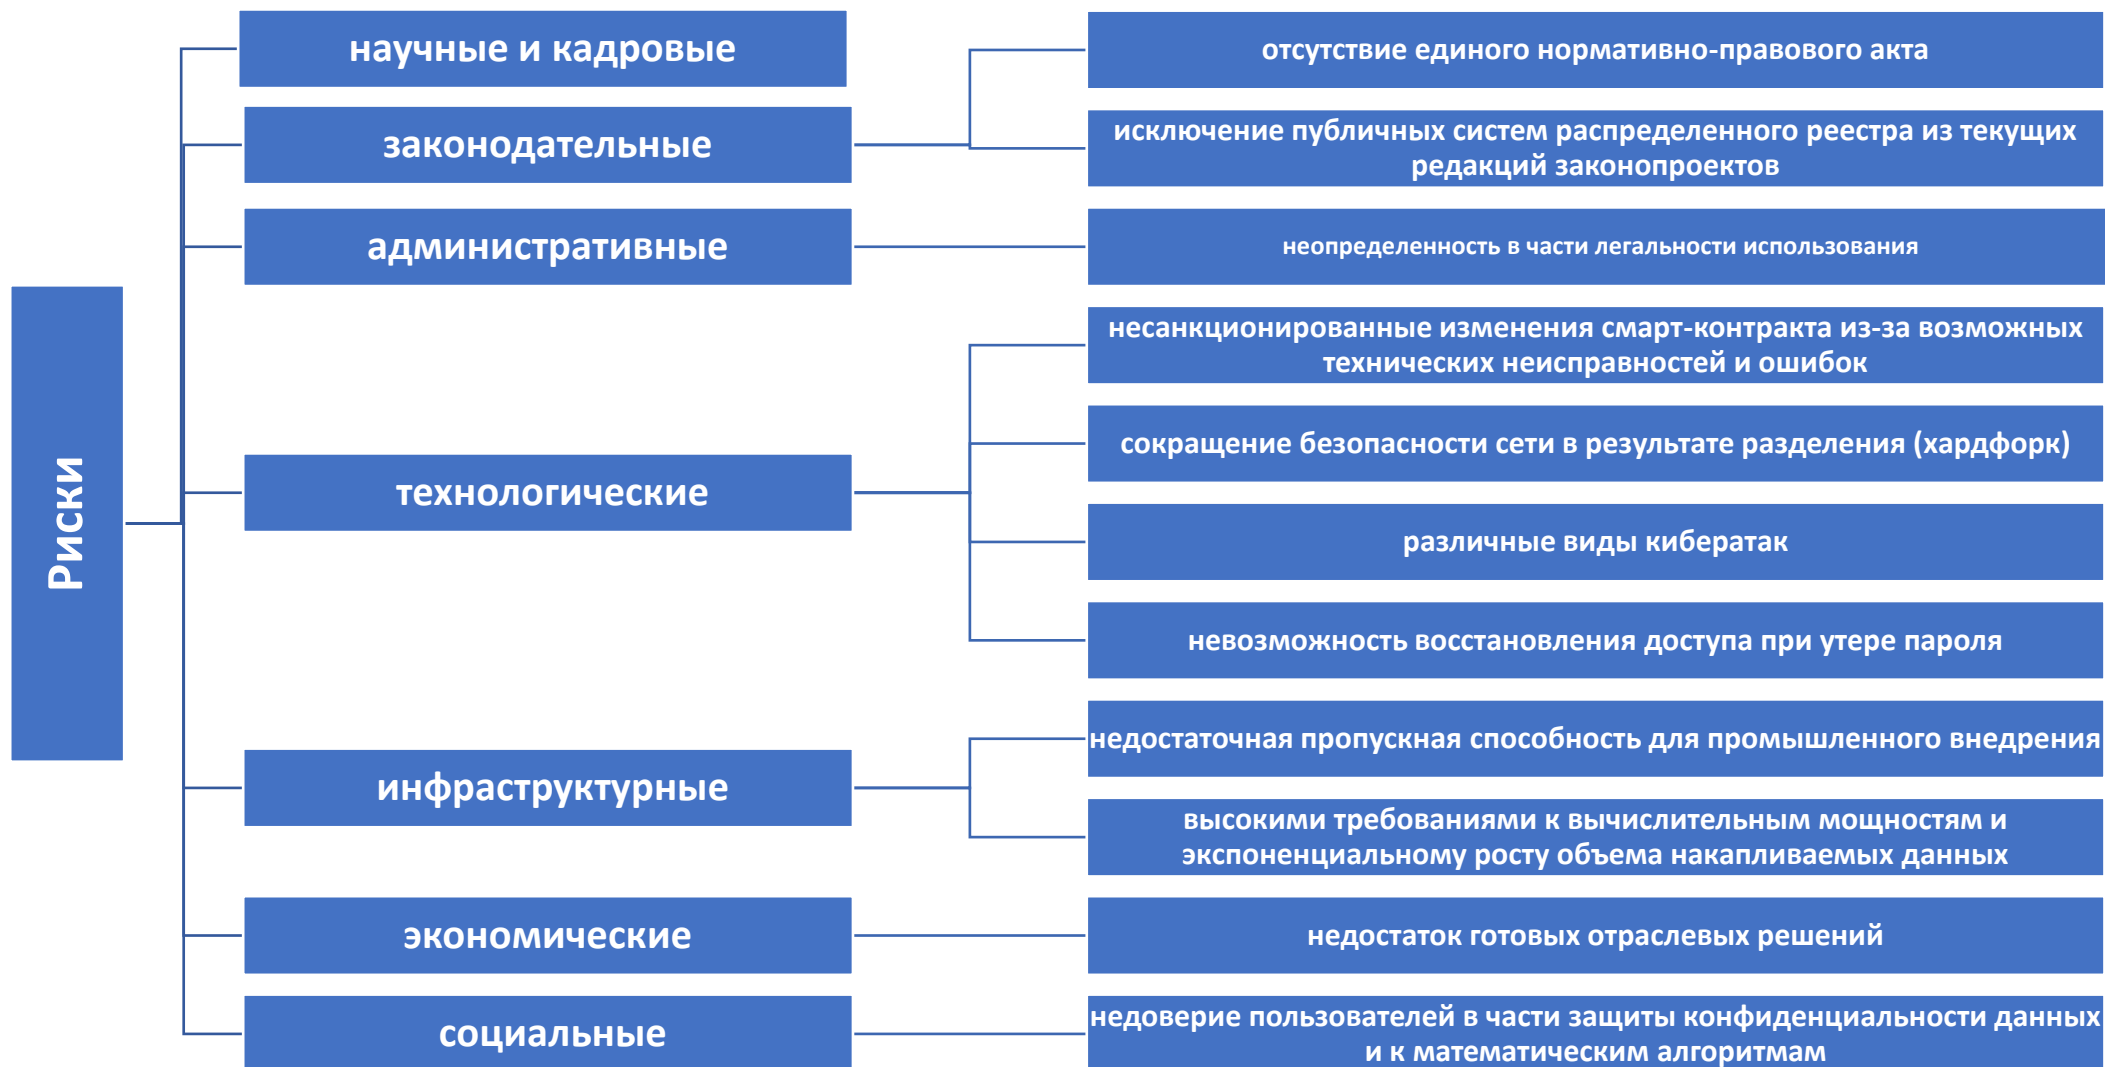 Риски
научные и кадровые
законодательные
отсутствие единого нормативно-правового акта
исключение публичных систем распределенного реестра из текущих
редакций законопроектов
административные
неопределенность в части легальности использования
технологические
несанкционированные изменения смарт-контракта из-за возможных
технических неисправностей и ошибок
сокращение безопасности сети в результате разделения (хардфорк)
различные виды кибератак
невозможность восстановления доступа при утере пароля
инфраструктурные
недостаточная пропускная способность для промышленного внедрения
высокими требованиями к вычислительным мощностям и
экспоненциальному росту объема накапливаемых данных
экономические
недостаток готовых отраслевых решений
социальные
недоверие пользователей в части защиты конфиденциальности данных
и к математическим алгоритмам